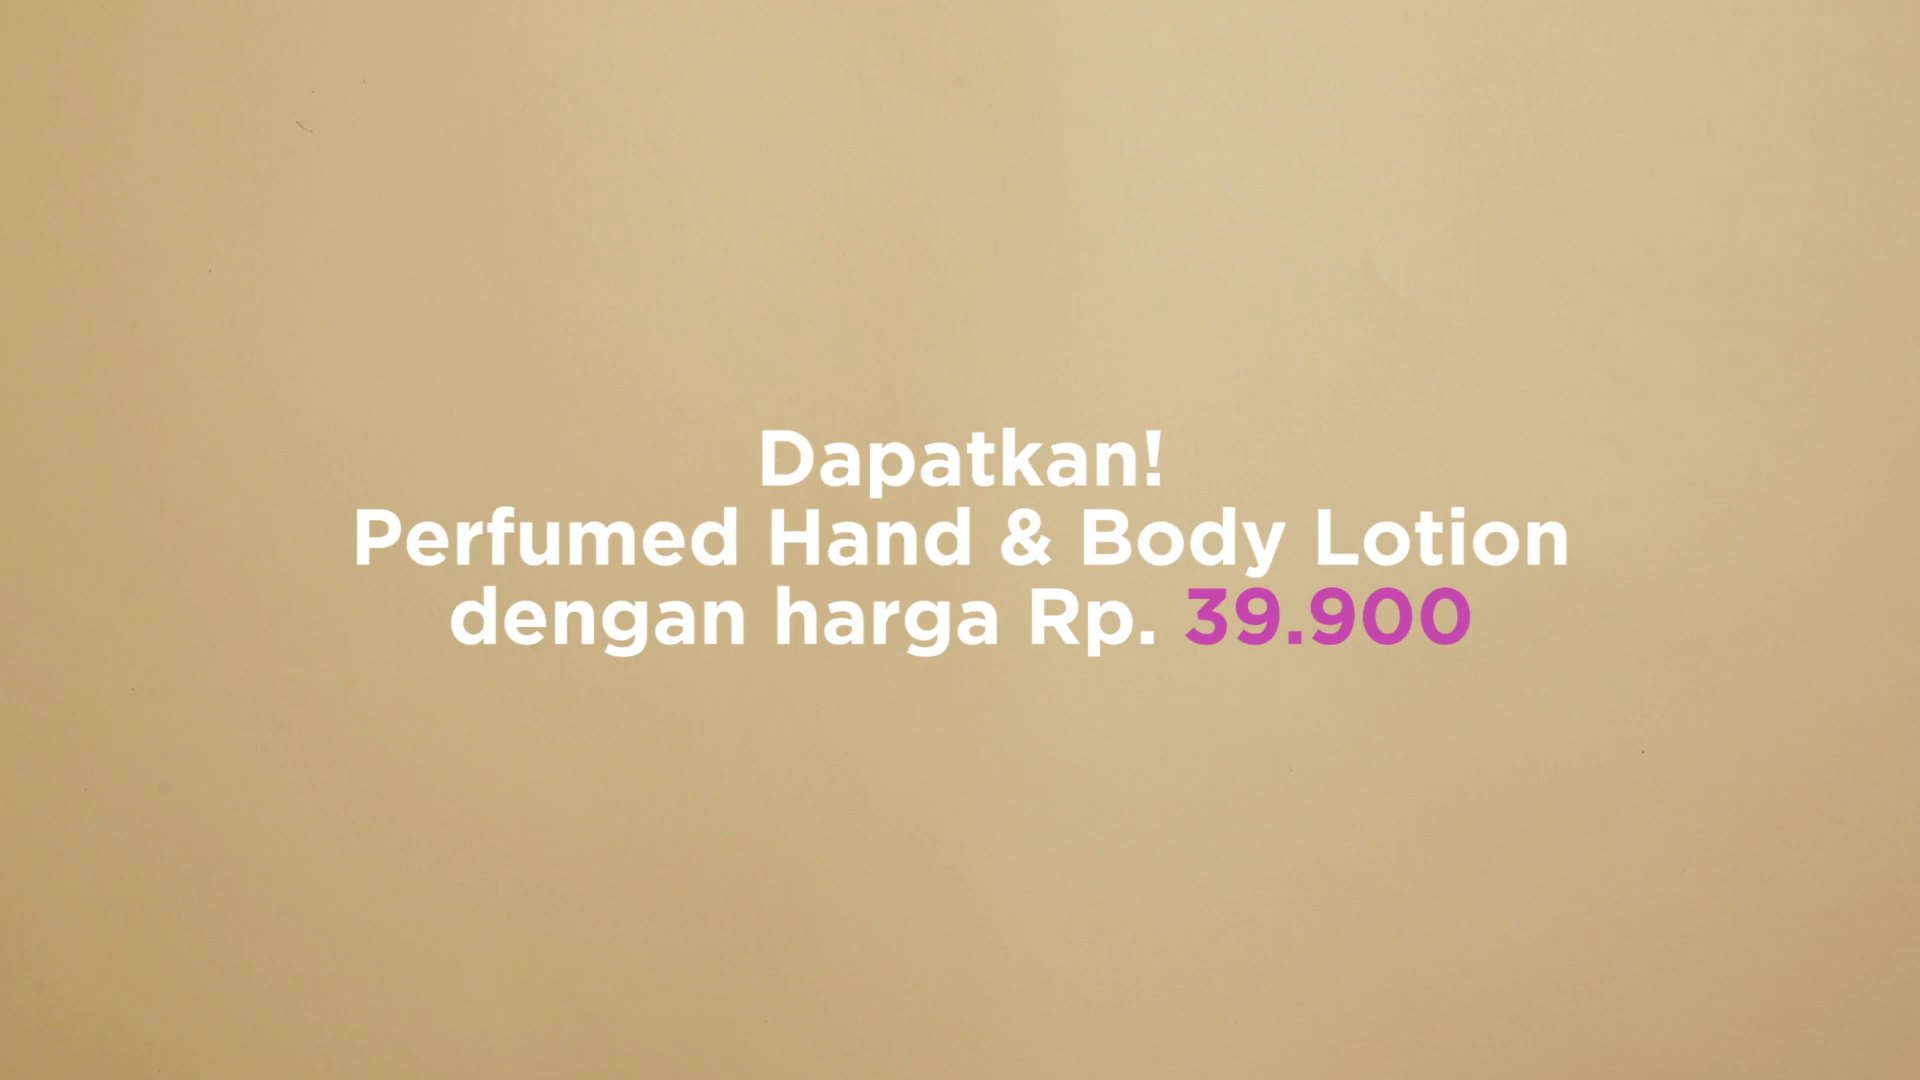 Dapatkan!
Perfumed Hand & Body Lotion
dengan harga Rp. 39.900